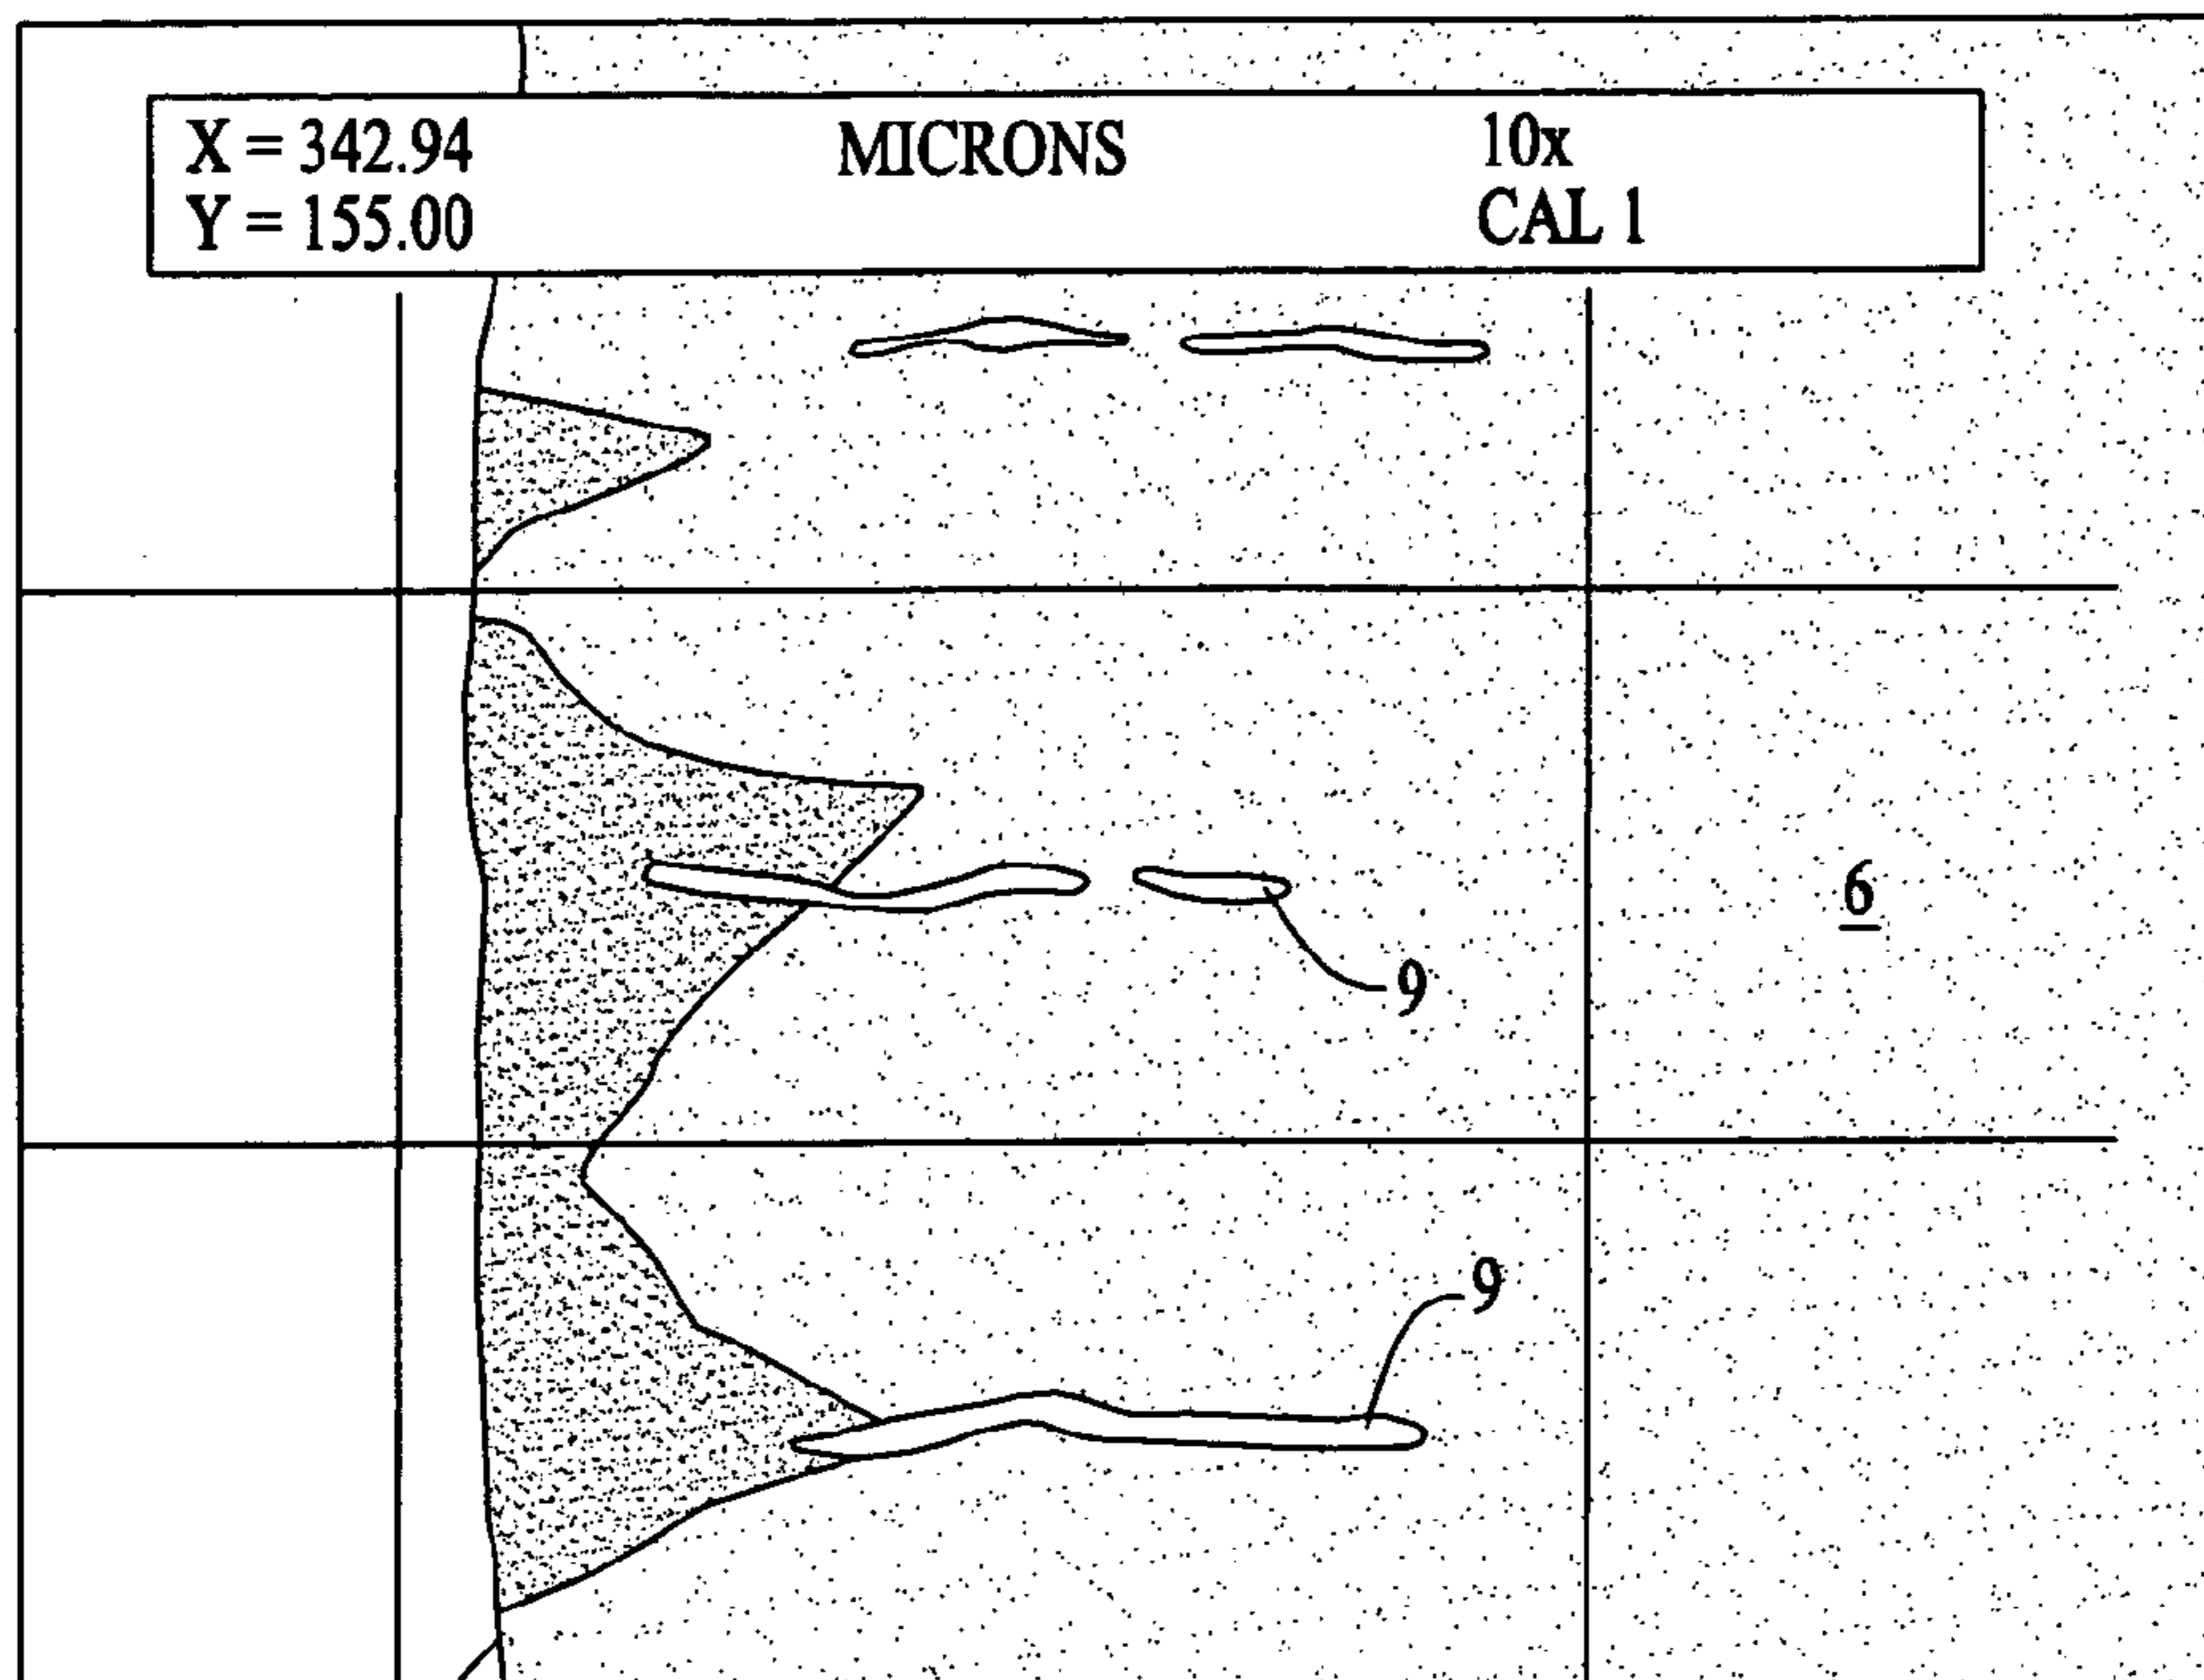 X = 342.94 MICRONS 10x
Y = 155.00 CAL 1
6
9
9